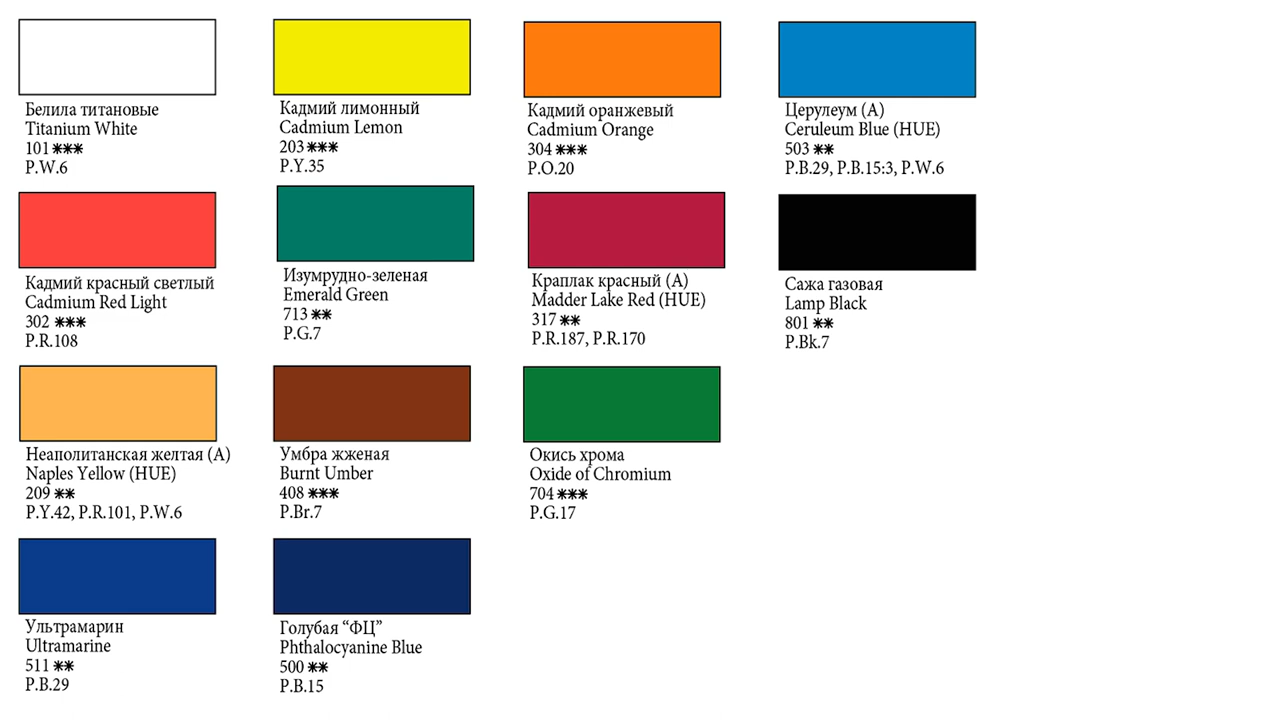 Белила титановые
Titanium White
101 ✱✱✱
P.W.6
Кадмий лимонный
Cadmium Lemon
203 ✱✱✱
P.Y.35
Кадмий оранжевый
Cadmium Orange
304 ✱✱✱
P.O.20
Церулеум (А)
Ceruleum Blue (HUE)
503 ✱✱
P.B.29, P.B.15:3, P.W.6
Кадмий красный светлый
Cadmium Red Light
302 ✱✱✱
P.R.108
Изумрудно-зеленая
Emerald Green
713 ✱✱
P.G.7
Краплак красный (А)
Madder Lake Red (HUE)
317 ✱✱
P.R.187, P.R.170
Сажа газовая
Lamp Black
801 ✱✱
P.Bk.7
Неаполитанская желтая (А)
Naples Yellow (HUE)
209 ✱✱
P.Y.42, P.R.101, P.W.6
Умбра жженая
Burnt Umber
408 ✱✱✱
P.Br.7
Окись хрома
Oxide of Chromium
704 ✱✱✱
P.G.17
Ультрамарин
Ultramarine
511 ✱✱
P.B.29
Голубая “ФЦ”
Phthalocyanine Blue
500 ✱✱
P.B.15